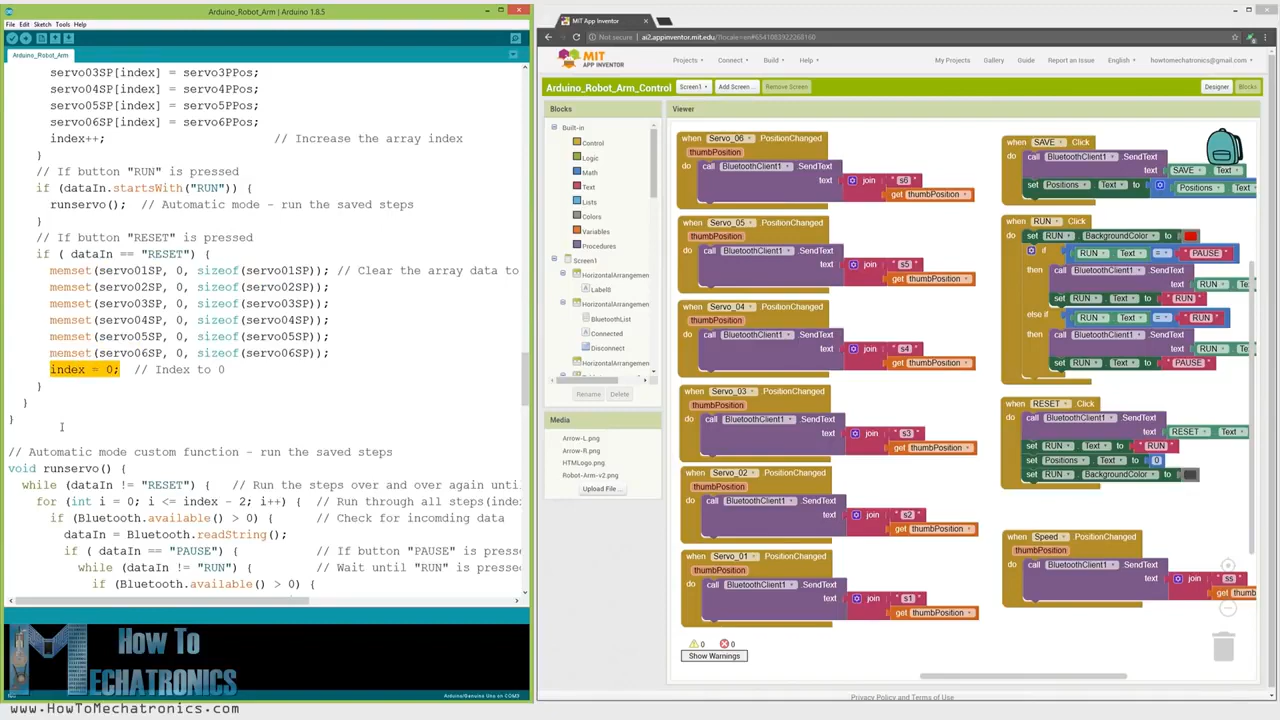 Arduino_Robot_Arm | Arduino 1.8.5
File Edit Sketch Tools Help
Arduino_Robot_Arm
servo03SP[index] = servo3PPos;
servo04SP[index] = servo4PPos;
servo05SP[index] = servo5PPos;
servo06SP[index] = servo6PPos;
index++; // Increase the array index
}
// If button "RUN" is pressed
if (dataIn.startsWith("RUN")) {
runservo(); // Automatic mode - run the saved steps
}
// If button "RESET" is pressed
if ( dataIn == "RESET") {
memset(servo01SP, 0, sizeof(servo01SP)); // Clear the array data to
memset(servo02SP, 0, sizeof(servo02SP));
memset(servo03SP, 0, sizeof(servo03SP));
memset(servo04SP, 0, sizeof(servo04SP));
memset(servo05SP, 0, sizeof(servo05SP));
memset(servo06SP, 0, sizeof(servo06SP));
index = 0; // Index to 0
}
}
}
// Automatic mode custom function - run the saved steps
void runservo() {
while (dataIn != "RESET") { // Run the steps over and over again until
for (int i = 0; i <= index - 2; i++) { // Run through all steps(index
if (Bluetooth.available() > 0) { // Check for incomding data
dataIn = Bluetooth.readString();
if ( dataIn == "PAUSE") { // If button "PAUSE" is presse
while (dataIn != "RUN") { // Wait until "RUN" is pressed
if (Bluetooth.available() > 0) {
How To
Mechatronics
Arduino/Genuino Uno on COM3
www.HowToMechatronics.com
MIT App Inventor
Not secure | ai2.appinventor.mit.edu/?locale=en#6541083922268160
MIT
APP INVENTOR
Projects Connect Build Help My Projects Gallery Guide Report an Issue English howtomechatronics@gmail.com
Arduino_Robot_Arm_Control Screen1 Add Screen ... Remove Screen Designer Blocks
Blocks
Built-in
Control
Logic
Math
Text
Lists
Colors
Variables
Procedures
Screen1
HorizontalArrangemen
Label8
HorizontalArrangemen
BluetoothList
Connected
Disconnect
HorizontalArrangemen
Rename Delete
Media
Arrow-L.png
Arrow-R.png
HTMLogo.png
Robot-Arm-v2.png
Upload File ...
Viewer
when Servo_06 .PositionChanged
thumbPosition
do call BluetoothClient1 .SendText
text join " s6 "
get thumbPosition
when Servo_05 .PositionChanged
thumbPosition
do call BluetoothClient1 .SendText
text join " s5 "
get thumbPosition
when Servo_04 .PositionChanged
thumbPosition
do call BluetoothClient1 .SendText
text join " s4 "
get thumbPosition
when Servo_03 .PositionChanged
thumbPosition
do call BluetoothClient1 .SendText
text join " s3 "
get thumbPosition
when Servo_02 .PositionChanged
thumbPosition
do call BluetoothClient1 .SendText
text join " s2 "
get thumbPosition
when Servo_01 .PositionChanged
thumbPosition
do call BluetoothClient1 .SendText
text join " s1 "
get thumbPosition
0 0
Show Warnings
when SAVE .Click
do call BluetoothClient1 .SendText
text SAVE . Text
set Positions . Text to Positions . Text
when RUN .Click
do set RUN . BackgroundColor to
if RUN . Text = " PAUSE "
then call BluetoothClient1 .SendText
text RUN . Text
set RUN . Text to " RUN "
else if RUN . Text = " RUN "
then call BluetoothClient1 .SendText
text RUN . Text
set RUN . Text to " PAUSE "
when RESET .Click
do call BluetoothClient1 .SendText
text RESET . Text
set RUN . Text to " RUN "
set Positions . Text to 0
set RUN . BackgroundColor to
when Speed .PositionChanged
thumbPosition
do call BluetoothClient1 .SendText
text join " ss "
get thumb
Privacy Policy and Terms of Use